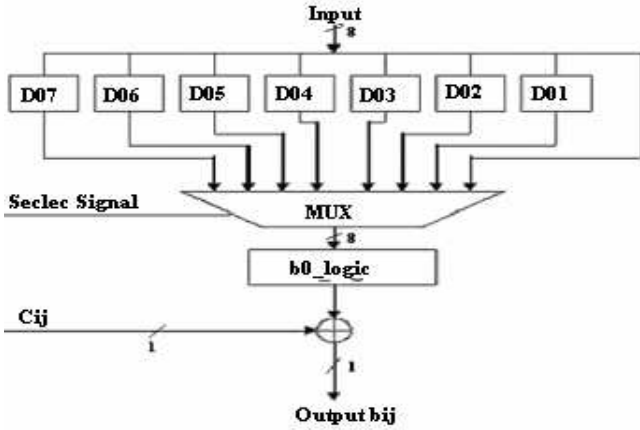 Input
8
D07 D06 D05 D04 D03 D02 D01
Seclec Signal
MUX
8
b0_logic
Cij
1
1
Output bij